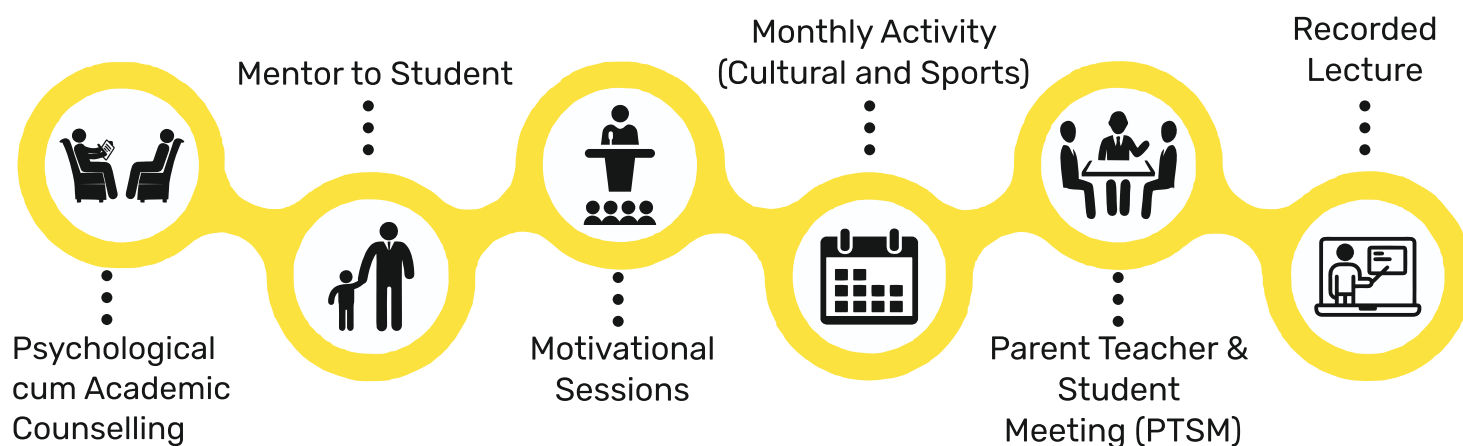 Psychological
cum Academic
Counselling
Mentor to Student
Motivational
Sessions
Monthly Activity
(Cultural and Sports)
Parent Teacher &
Student
Meeting (PTSM)
Recorded
Lecture